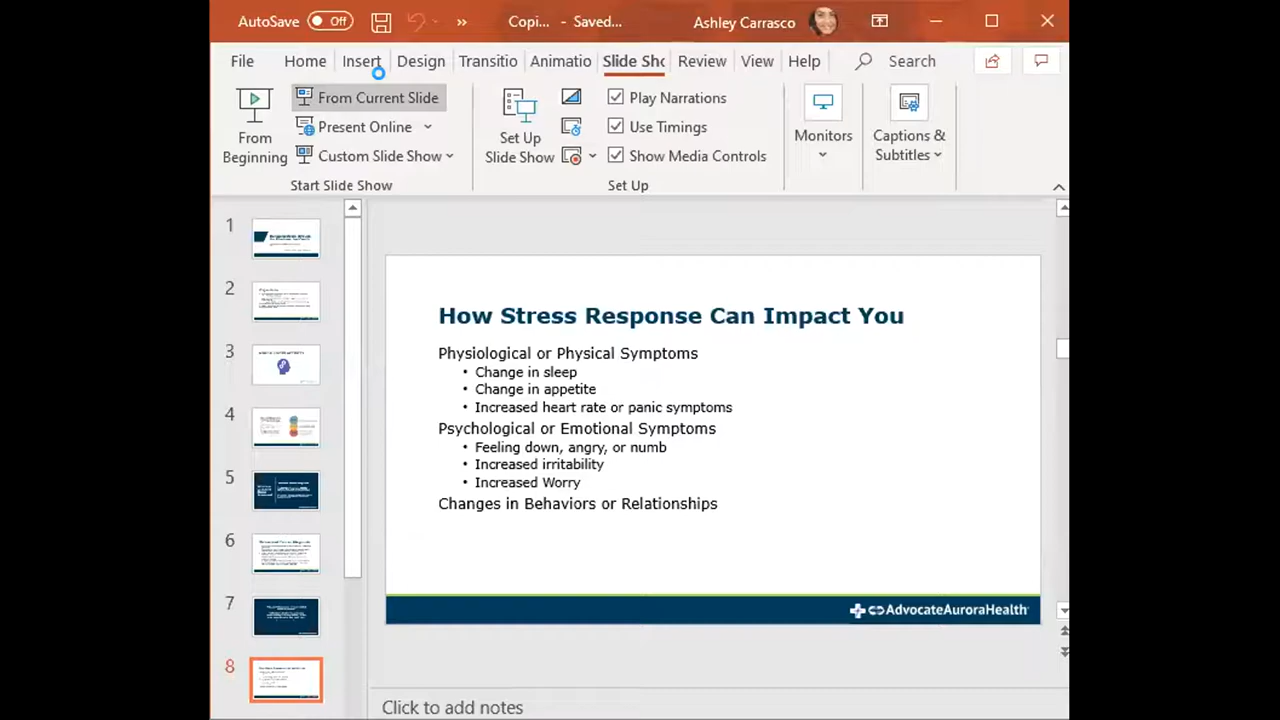 AutoSave Off » Copi... - Saved... Ashley Carrasco
File Home Insert Design Transitio Animatio Slide Sho Review View Help Search
From Beginning
From Current Slide
Present Online
Custom Slide Show
Start Slide Show
Set Up Slide Show
Play Narrations
Use Timings
Show Media Controls
Set Up
Monitors
Captions & Subtitles
1
2
3
4
5
6
7
8
How Stress Response Can Impact You
Physiological or Physical Symptoms
• Change in sleep
• Change in appetite
• Increased heart rate or panic symptoms
Psychological or Emotional Symptoms
• Feeling down, angry, or numb
• Increased irritability
• Increased Worry
Changes in Behaviors or Relationships
AdvocateAuroraHealth
Click to add notes